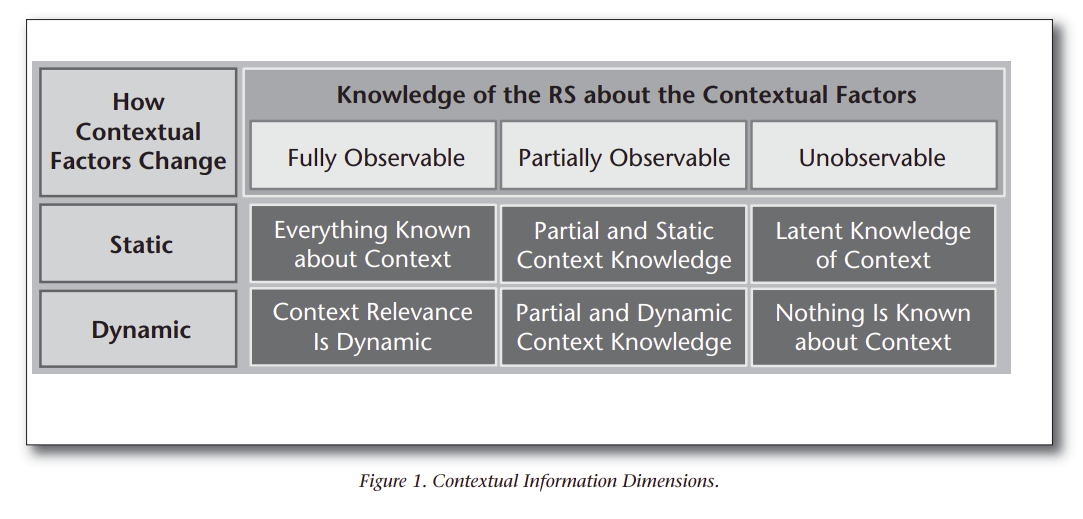 How
Contextual
Factors Change
Knowledge of the RS about the Contextual Factors
Fully Observable
Partially Observable
Unobservable
Static
Everything Known
about Context
Partial and Static
Context Knowledge
Latent Knowledge
of Context
Dynamic
Context Relevance
Is Dynamic
Partial and Dynamic
Context Knowledge
Nothing Is Known
about Context
Figure 1. Contextual Information Dimensions.